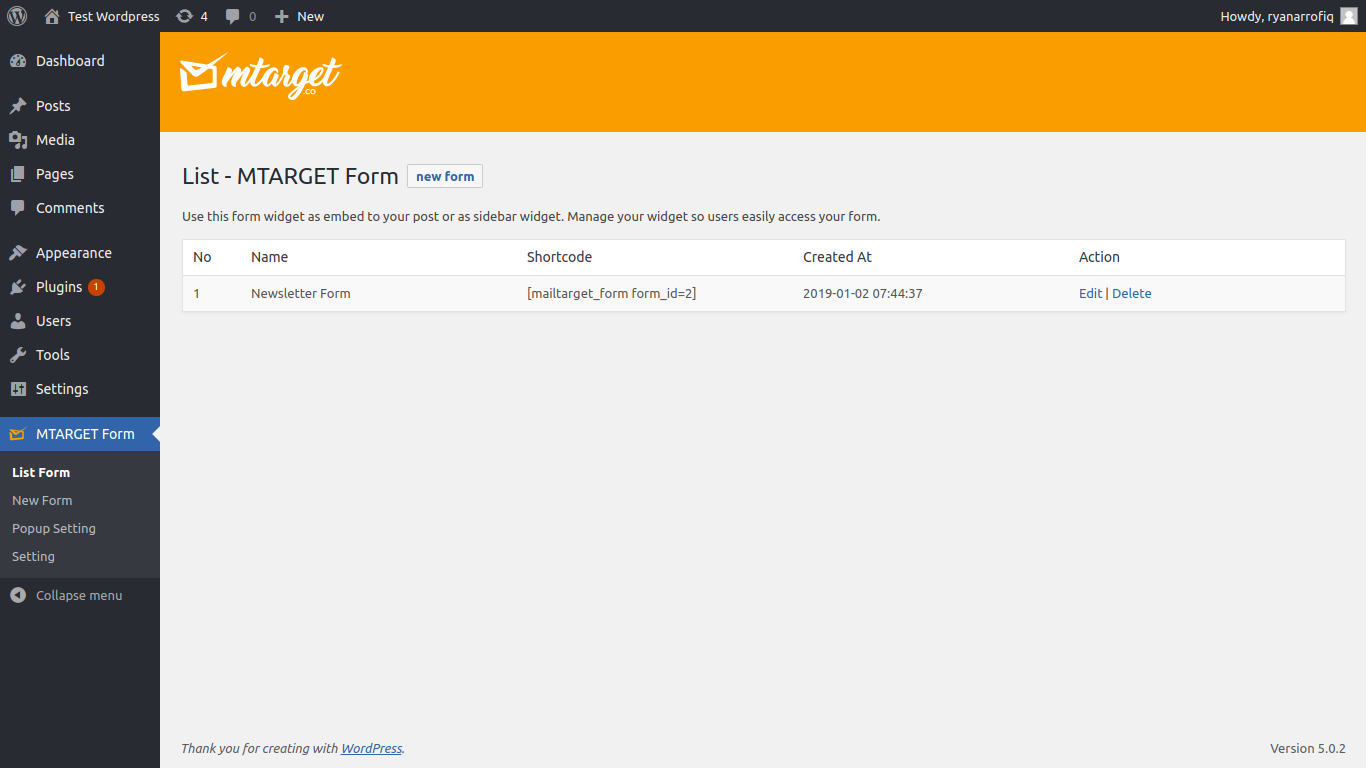 Test Wordpress 4 0 New Howdy, ryanarrofiq
Dashboard
Posts
Media
Pages
Comments
Appearance
Plugins 1
Users
Tools
Settings
MTARGET Form
List Form
New Form
Popup Setting
Setting
Collapse menu
mtarget
.co
List - MTARGET Form new form
Use this form widget as embed to your post or as sidebar widget. Manage your widget so users easily access your form.
No Name Shortcode Created At Action
1 Newsletter Form [mailtarget_form form_id=2] 2019-01-02 07:44:37 Edit | Delete
Thank you for creating with WordPress. Version 5.0.2